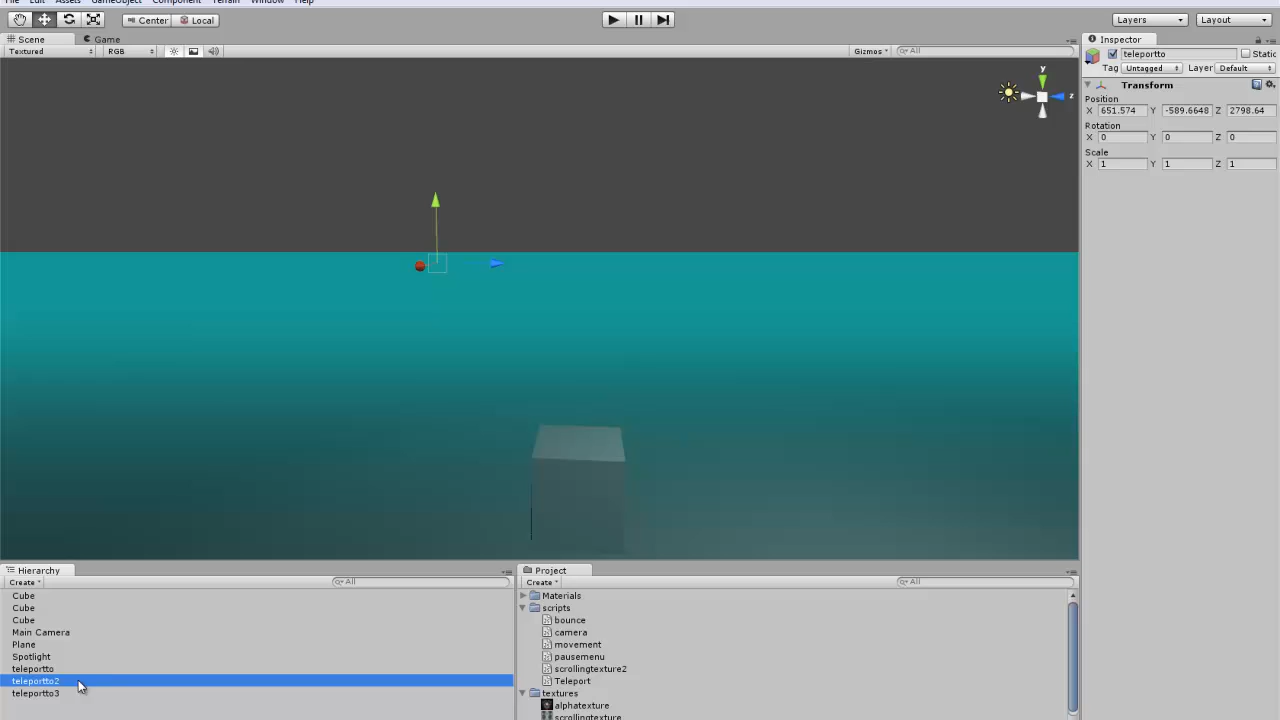 File Edit Assets GameObject Component Terrain Window Help
Center Local Layers Layout
Scene Game Inspector
Textured RGB Gizmos All
teleportto Static
Tag Untagged Layer Default
y
z
Transform
Position
X 651.574 Y -589.6648 Z 2798.64
Rotation
X 0 Y 0 Z 0
Scale
X 1 Y 1 Z 1
Hierarchy Project
Create All Create All
Cube Materials
Cube scripts
Cube bounce
Main Camera camera
Plane movement
Spotlight pausemenu
teleportto scrollingtexture2
teleportto2 Teleport
teleportto3 textures
alphatexture
scrollingtexture